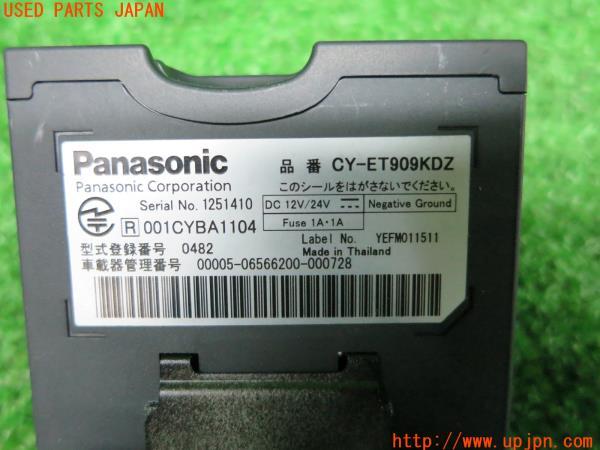 USED PARTS JAPAN
Panasonic
品番 CY-ET909KDZ
Panasonic Corporation
このシールをはがさないでください。
Serial No. 1251410
DC 12V/24V
Negative Ground
Fuse 1A・1A
R 001CYBA1104
Label No. YEFM011511
型式登録番号 0482
Made in Thailand
車載器管理番号 00005-06566200-000728
http://www.upjpn.com/